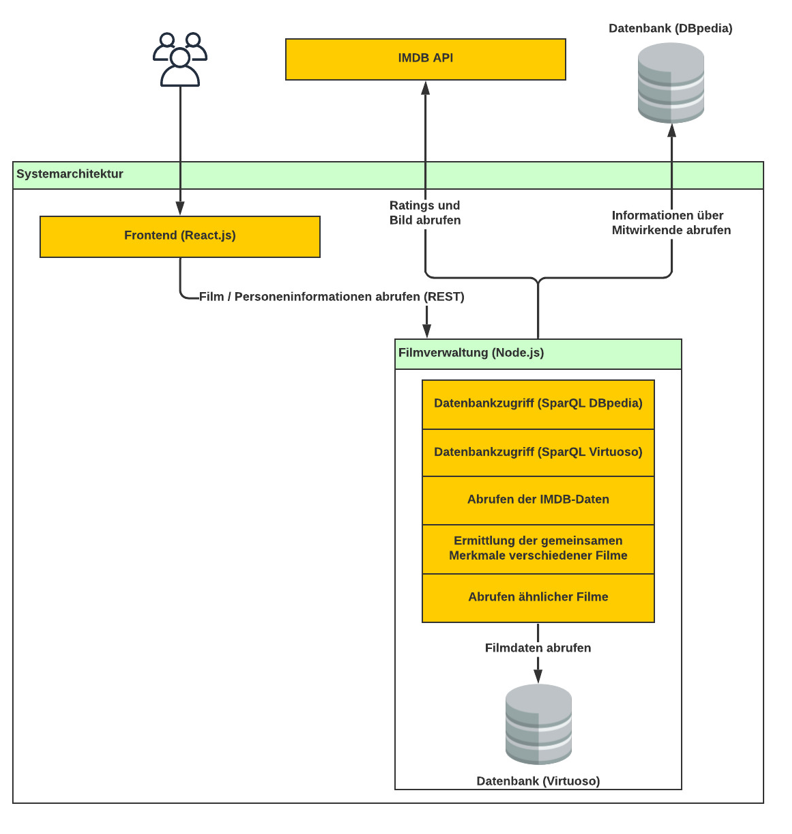 Datenbank (DBpedia)
IMDB API
Systemarchitektur
Ratings und
Bild abrufen
Informationen über
Mitwirkende abrufen
Frontend (React.js)
Film / Personeninformationen abrufen (REST)
Filmverwaltung (Node.js)
Datenbankzugriff (SparQL DBpedia)
Datenbankzugriff (SparQL Virtuoso)
Abrufen der IMDB-Daten
Ermittlung der gemeinsamen
Merkmale verschiedener Filme
Abrufen ähnlicher Filme
Filmdaten abrufen
Datenbank (Virtuoso)